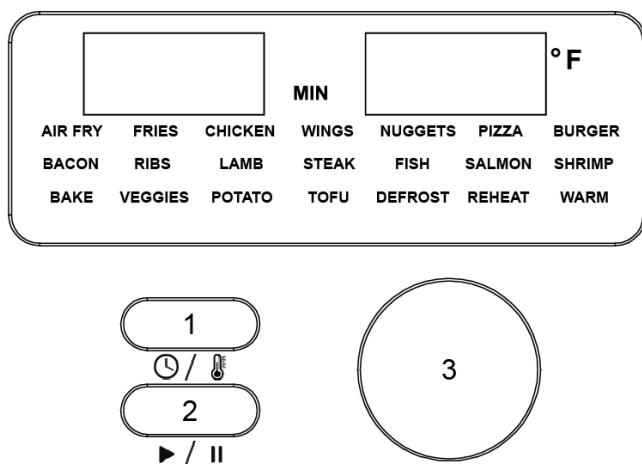 ° F
MIN
AIR FRY FRIES CHICKEN WINGS NUGGETS PIZZA BURGER
BACON RIBS LAMB STEAK FISH SALMON SHRIMP
BAKE VEGGIES POTATO TOFU DEFROST REHEAT WARM
1
/
2
/
3